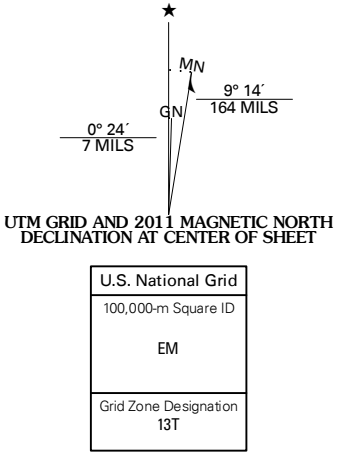 ★
MN
GN
9° 14´
164 MILS
0° 24´
7 MILS
UTM GRID AND 2011 MAGNETIC NORTH
DECLINATION AT CENTER OF SHEET
U.S. National Grid
100,000-m Square ID
EM
Grid Zone Designation
13T